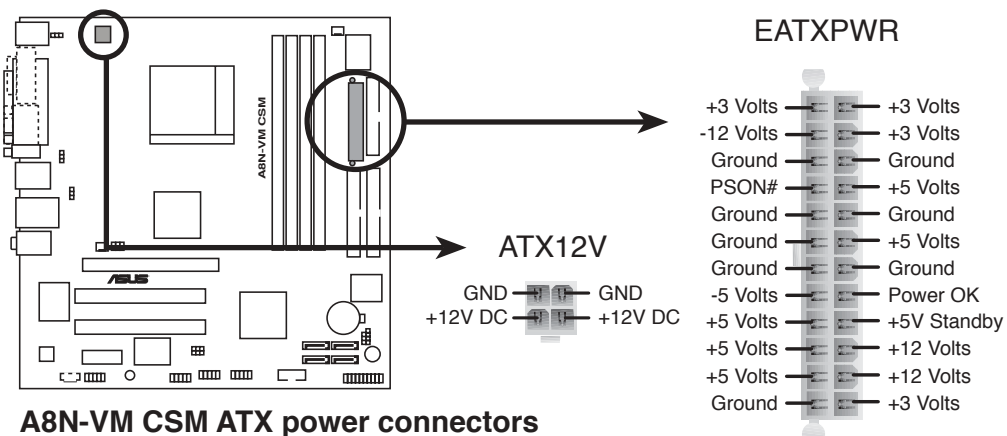 EATXPWR
+3 Volts +3 Volts
-12 Volts +3 Volts
Ground Ground
PSON# +5 Volts
Ground Ground
Ground +5 Volts
Ground Ground
-5 Volts Power OK
+5 Volts +5V Standby
+5 Volts +12 Volts
+5 Volts +12 Volts
Ground +3 Volts
A8N-VM CSM
ASUS
ATX12V
GND GND
+12V DC +12V DC
A8N-VM CSM ATX power connectors